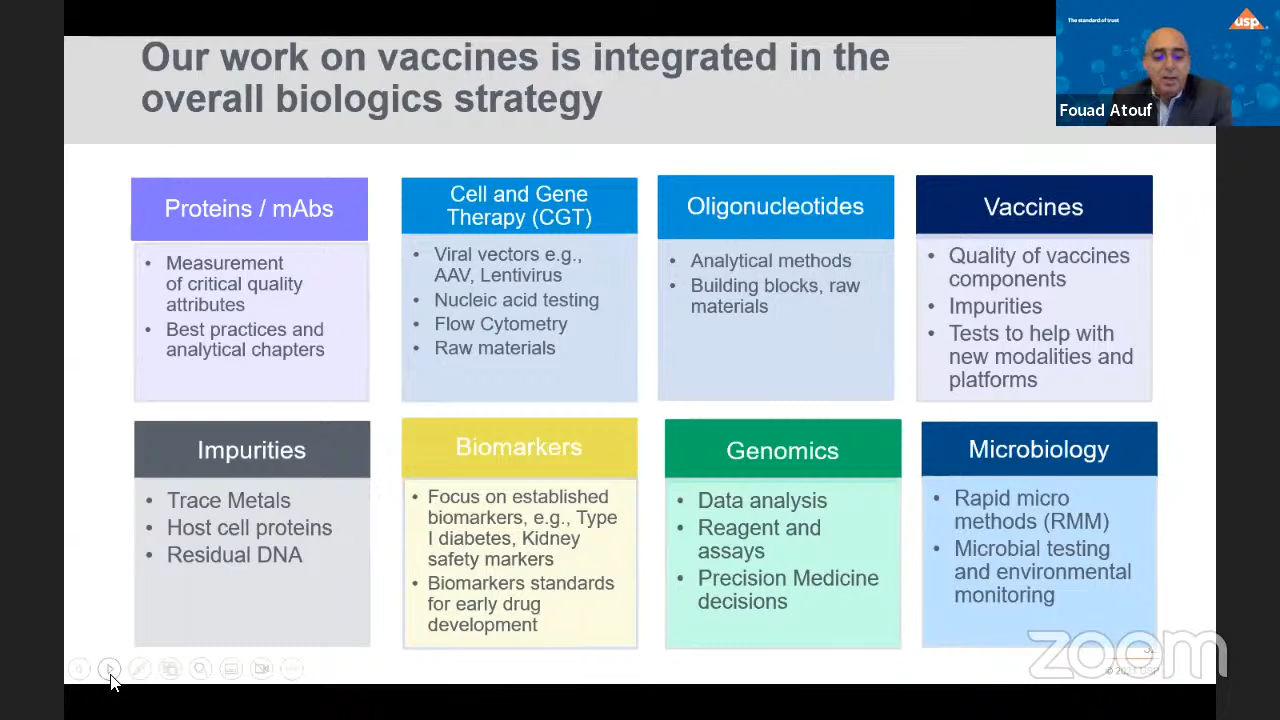 Our work on vaccines is integrated in the
overall biologics strategy
The standard of trust
usp
Fouad Atouf
Proteins / mAbs
• Measurement
of critical quality
attributes
• Best practices and
analytical chapters
Cell and Gene
Therapy (CGT)
• Viral vectors e.g.,
AAV, Lentivirus
• Nucleic acid testing
• Flow Cytometry
• Raw materials
Oligonucleotides
• Analytical methods
• Building blocks, raw
materials
Vaccines
• Quality of vaccines
components
• Impurities
• Tests to help with
new modalities and
platforms
Impurities
• Trace Metals
• Host cell proteins
• Residual DNA
Biomarkers
• Focus on established
biomarkers, e.g., Type
I diabetes, Kidney
safety markers
• Biomarkers standards
for early drug
development
Genomics
• Data analysis
• Reagent and
assays
• Precision Medicine
decisions
Microbiology
• Rapid micro
methods (RMM)
• Microbial testing
and environmental
monitoring
zoom